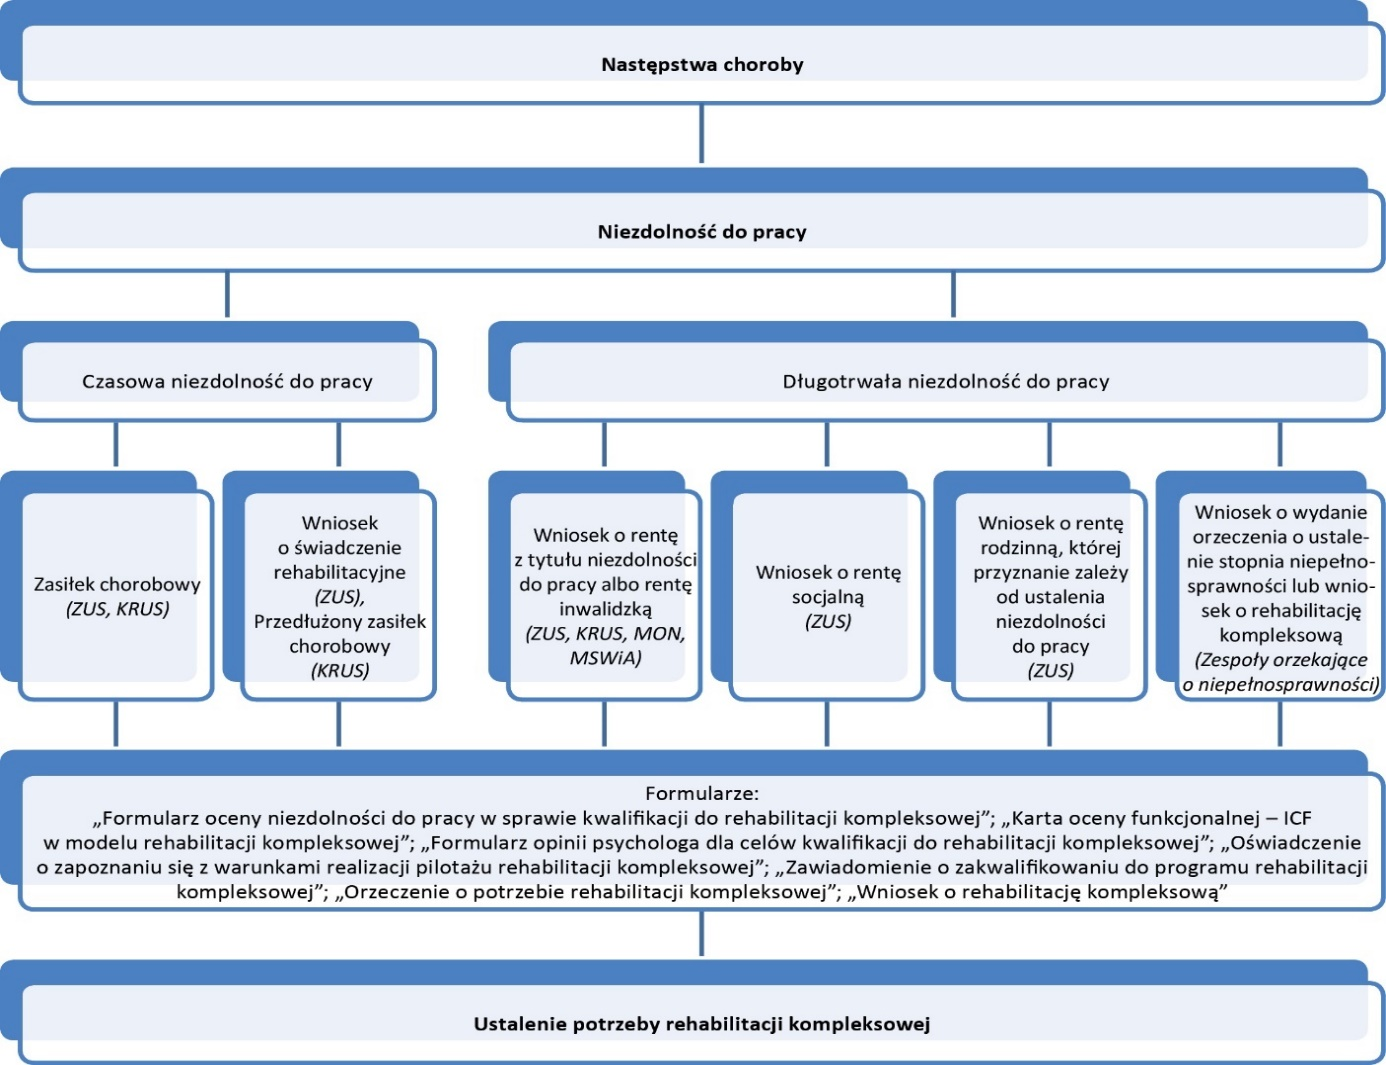 Następstwa choroby
Niezdolność do pracy
Czasowa niezdolność do pracy
Długotrwała niezdolność do pracy
Zasiłek chorobowy
(ZUS, KRUS)
Wniosek
o świadczenie
rehabilitacyjne
(ZUS),
Przedłużony zasiłek
chorobowy
(KRUS)
Wniosek o rentę
z tytułu niezdolności
do pracy albo rentę
inwalidzką
(ZUS, KRUS, MON,
MSWiA)
Wniosek o rentę
socjalną
(ZUS)
Wniosek o rentę
rodzinną, której
przyznanie zależy
od ustalenia
niezdolności
do pracy
(ZUS)
Wniosek o wydanie
orzeczenia o ustale-
nie stopnia niepełno-
sprawności lub wnio-
sek o rehabilitację
kompleksową
(Zespoły orzekające
o niepełnosprawności)
Formularze:
„Formularz oceny niezdolności do pracy w sprawie kwalifikacji do rehabilitacji kompleksowej”; „Karta oceny funkcjonalnej – ICF
w modelu rehabilitacji kompleksowej”; „Formularz opinii psychologa dla celów kwalifikacji do rehabilitacji kompleksowej”; „Oświadczenie
o zapoznaniu się z warunkami realizacji pilotażu rehabilitacji kompleksowej”; „Zawiadomienie o zakwalifikowaniu do programu rehabilitacji
kompleksowej”; „Orzeczenie o potrzebie rehabilitacji kompleksowej”; „Wniosek o rehabilitację kompleksową”
Ustalenie potrzeby rehabilitacji kompleksowej